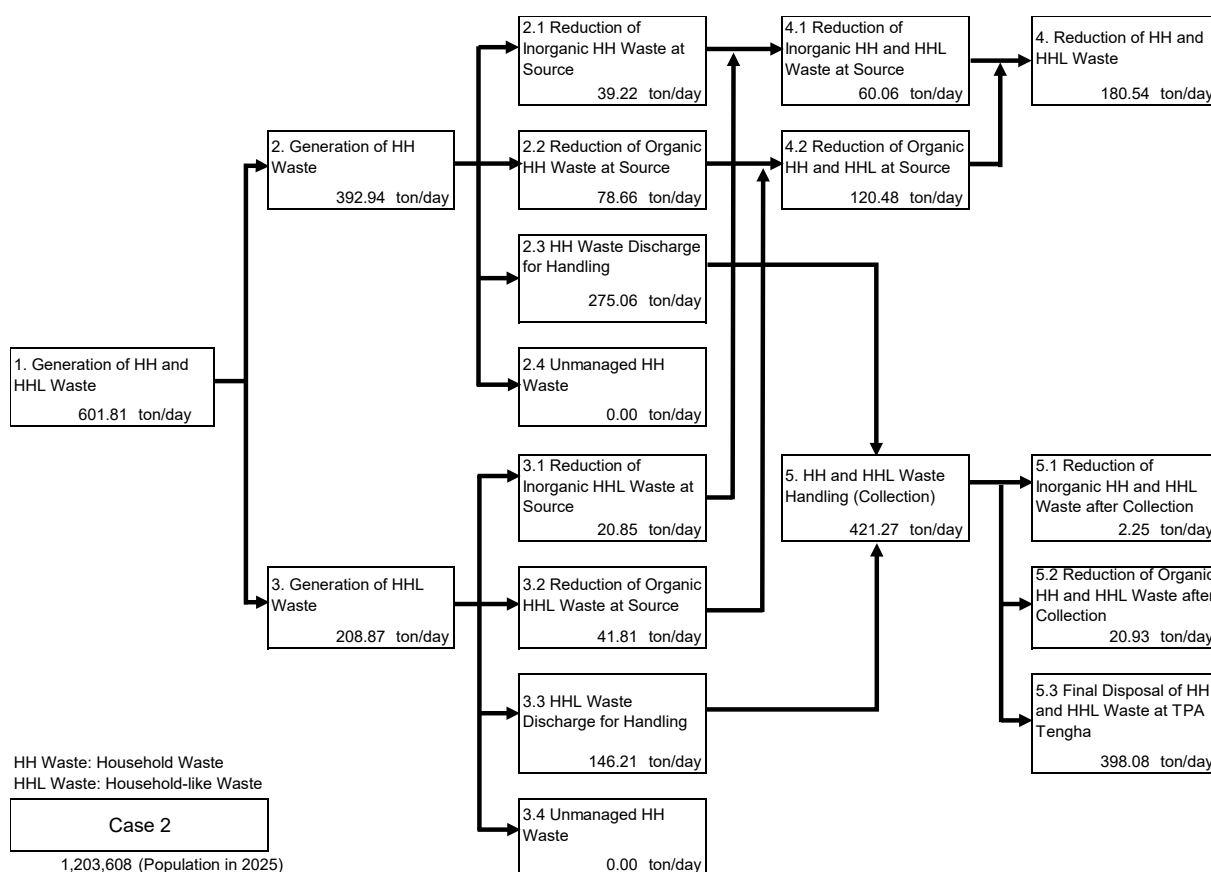 2.1 Reduction of
Inorganic HH Waste at
Source
39.22 ton/day
4.1 Reduction of
Inorganic HH and HHL
Waste at Source
60.06 ton/day
4. Reduction of HH and
HHL Waste
180.54 ton/day
2. Generation of HH
Waste
392.94 ton/day
2.2 Reduction of Organic
HH Waste at Source
78.66 ton/day
4.2 Reduction of Organic
HH and HHL at Source
120.48 ton/day
2.3 HH Waste Discharge
for Handling
275.06 ton/day
1. Generation of HH and
HHL Waste
601.81 ton/day
2.4 Unmanaged HH
Waste
0.00 ton/day
3.1 Reduction of
Inorganic HHL Waste at
Source
20.85 ton/day
5. HH and HHL Waste
Handling (Collection)
421.27 ton/day
5.1 Reduction of
Inorganic HH and HHL
Waste after Collection
2.25 ton/day
3. Generation of HHL
Waste
208.87 ton/day
3.2 Reduction of Organic
HHL Waste at Source
41.81 ton/day
5.2 Reduction of Organic
HH and HHL Waste after
Collection
20.93 ton/day
3.3 HHL Waste
Discharge for Handling
146.21 ton/day
5.3 Final Disposal of HH
and HHL Waste at TPA
Tengha
398.08 ton/day
HH Waste: Household Waste
HHL Waste: Household-like Waste
Case 2
1,203,608 (Population in 2025)
3.4 Unmanaged HH
Waste
0.00 ton/day